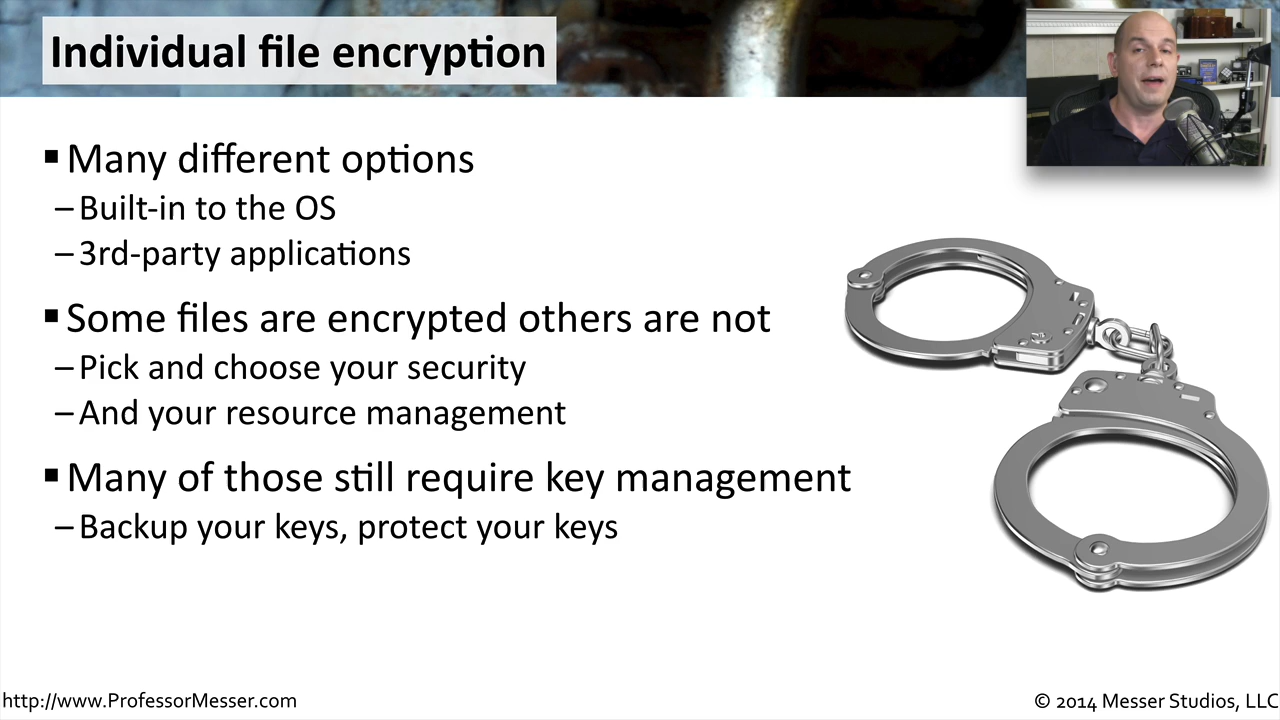 Individual file encryption
▪ Many different options
– Built-in to the OS
– 3rd-party applications
▪ Some files are encrypted others are not
– Pick and choose your security
– And your resource management
▪ Many of those still require key management
– Backup your keys, protect your keys
http://www.ProfessorMesser.com
© 2014 Messer Studios, LLC